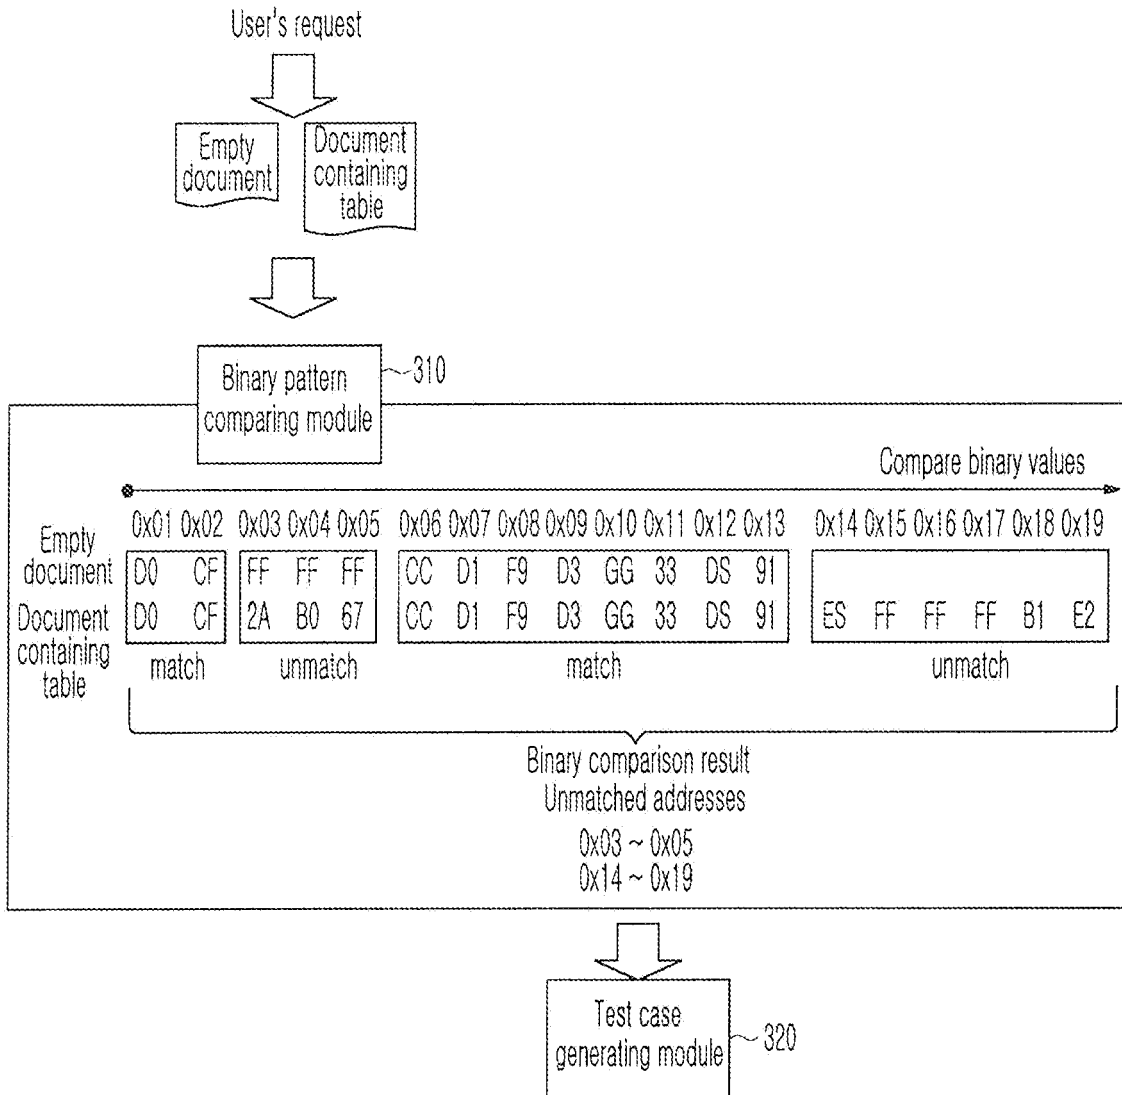 User's request
Empty
document
Document
containing
table
Binary pattern
comparing module
310
Compare binary values
0x01 0x02 0x03 0x04 0x05 0x06 0x07 0x08 0x09 0x10 0x11 0x12 0x13 0x14 0x15 0x16 0x17 0x18 0x19
Empty
document
D0 CF FF FF FF CC D1 F9 D3 GG 33 DS 91
Document
containing
table
D0 CF 2A B0 67 CC D1 F9 D3 GG 33 DS 91 ES FF FF FF B1 E2
match unmatch match unmatch
Binary comparison result
Unmatched addresses
0x03 ~ 0x05
0x14 ~ 0x19
Test case
generating module
320